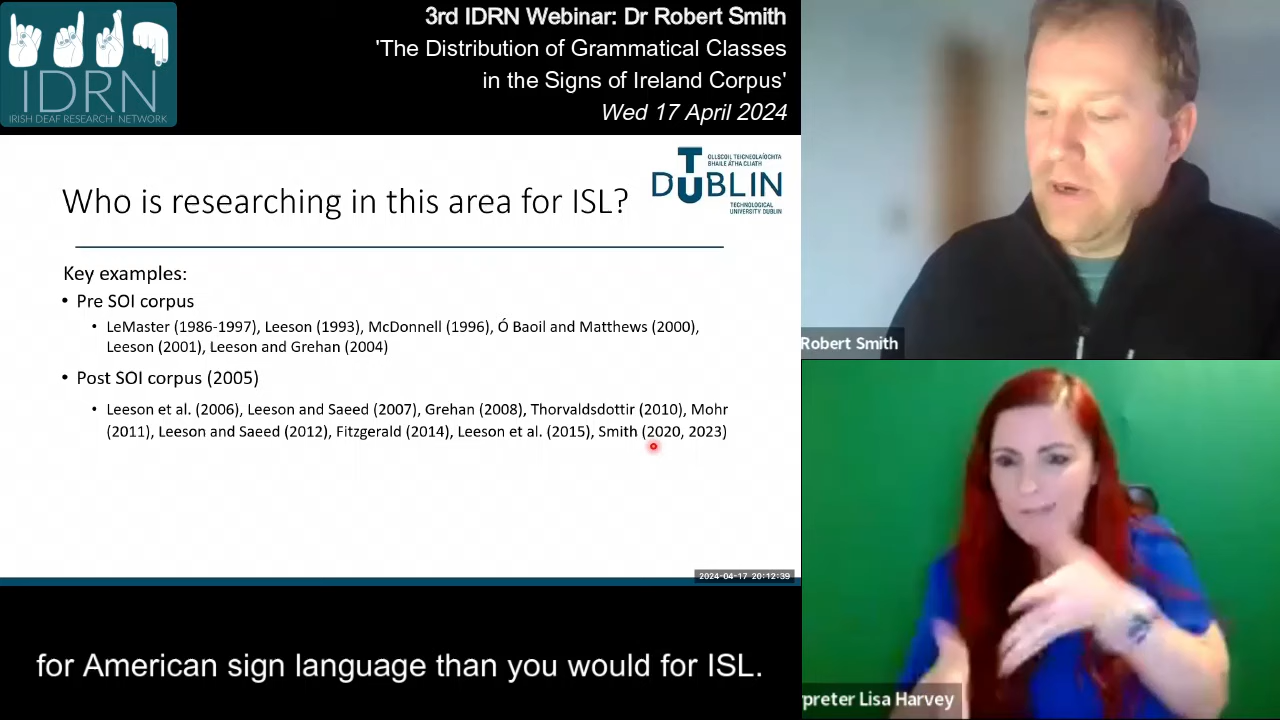 IDRN
IRISH DEAF RESEARCH NETWORK
3rd IDRN Webinar: Dr Robert Smith
'The Distribution of Grammatical Classes
in the Signs of Ireland Corpus'
Wed 17 April 2024
OLLSCOIL TEICNEOLAÍOCHTA
BHAILE ÁTHA CLIATH
TU DUBLIN
TECHNOLOGICAL
UNIVERSITY DUBLIN
Who is researching in this area for ISL?
Key examples:
• Pre SOI corpus
• LeMaster (1986-1997), Leeson (1993), McDonnell (1996), Ó Baoil and Matthews (2000),
Leeson (2001), Leeson and Grehan (2004)
• Post SOI corpus (2005)
• Leeson et al. (2006), Leeson and Saeed (2007), Grehan (2008), Thorvaldsdottir (2010), Mohr
(2011), Leeson and Saeed (2012), Fitzgerald (2014), Leeson et al. (2015), Smith (2020, 2023)
2024-04-17 20:12:39
for American sign language than you would for ISL.
Robert Smith
preter Lisa Harvey